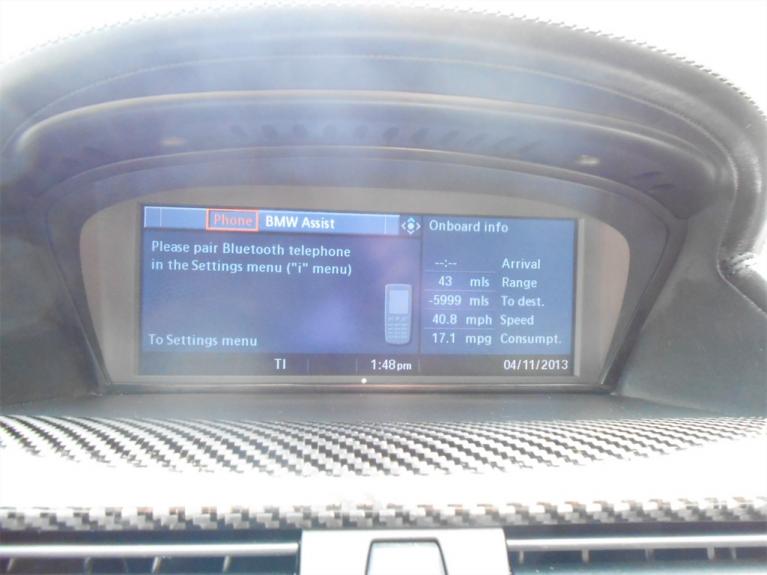 Phone BMW Assist
Please pair Bluetooth telephone
in the Settings menu ("i" menu)
To Settings menu
Onboard info
--:-- Arrival
43 mls Range
-5999 mls To dest.
40.8 mph Speed
17.1 mpg Consumpt.
TI 1:48pm 04/11/2013